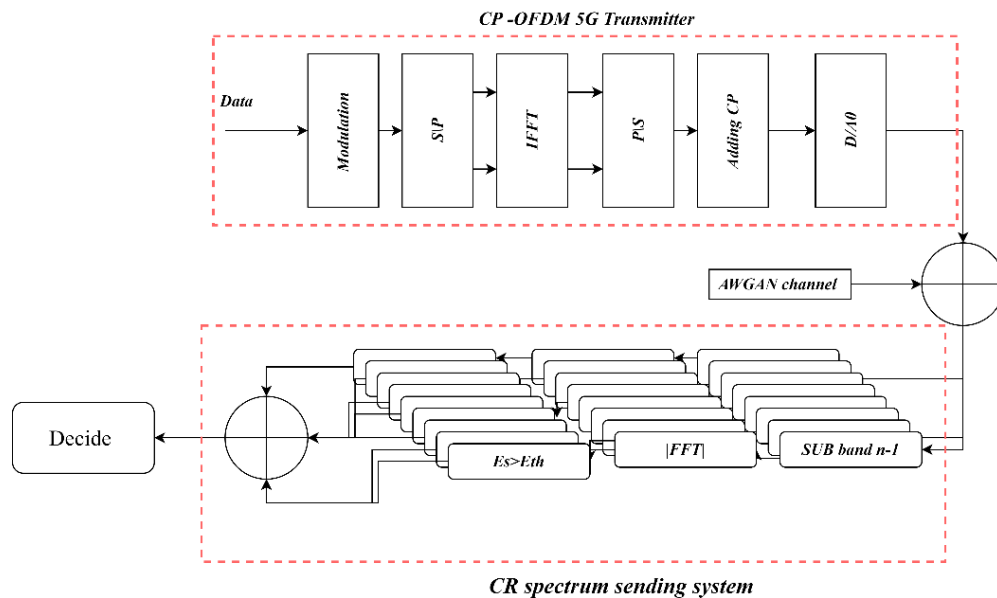 CP -OFDM 5G Transmitter
Data
Modulation
S\P
IFFT
P\S
Adding CP
D/A0
AWGAN channel
Decide
Es>Eth
|FFT|
SUB band n-1
CR spectrum sending system